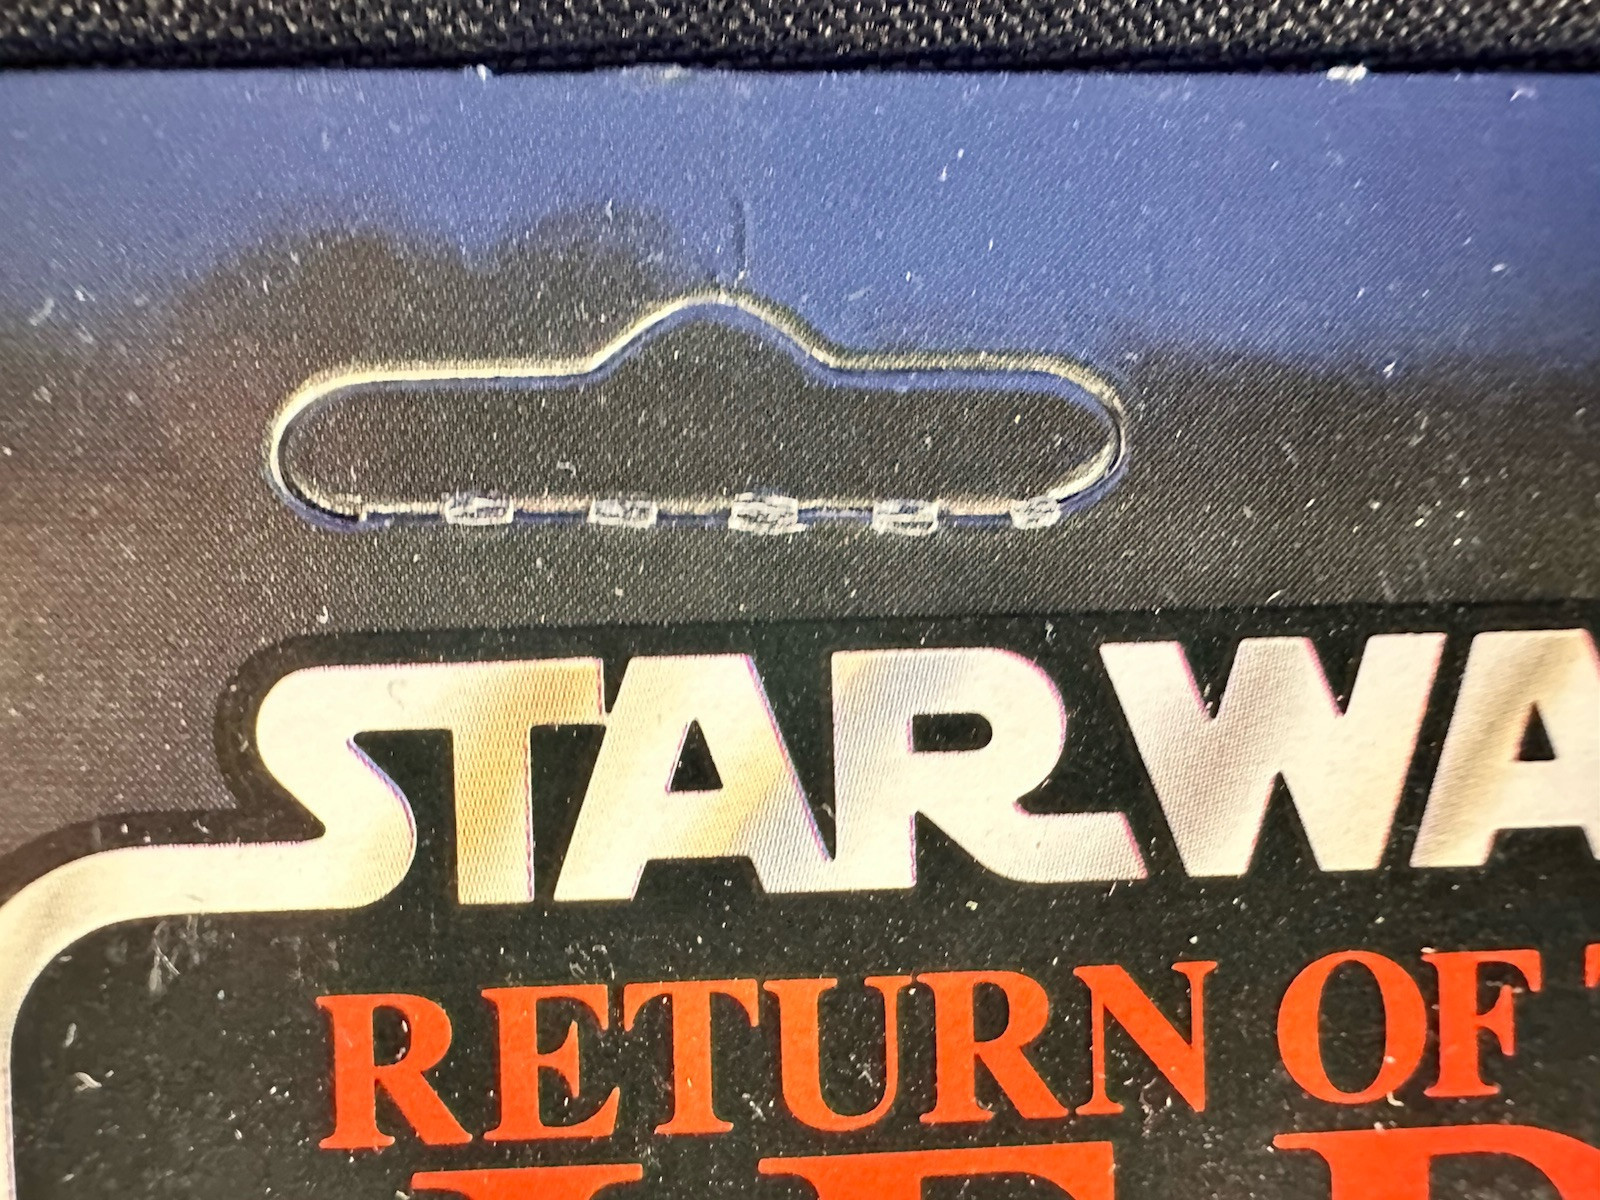 STAR WA
RETURN OF